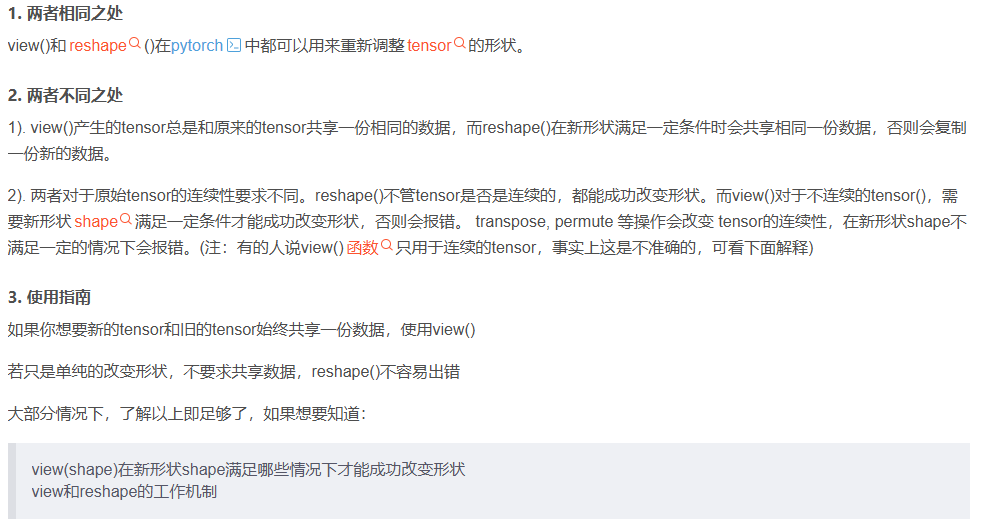 1. 两者相同之处
view()和 reshape ()在pytorch 中都可以用来重新调整 tensor 的形状。
2. 两者不同之处
1). view()产生的tensor总是和原来的tensor共享一份相同的数据，而reshape()在新形状满足一定条件时会共享相同一份数据，否则会复制
一份新的数据。
2). 两者对于原始tensor的连续性要求不同。reshape()不管tensor是否是连续的，都能成功改变形状。而view()对于不连续的tensor()，需
要新形状 shape 满足一定条件才能成功改变形状，否则会报错。 transpose, permute 等操作会改变 tensor的连续性，在新形状shape不
满足一定的情况下会报错。(注：有的人说view() 函数 只用于连续的tensor，事实上这是不准确的，可看下面解释)
3. 使用指南
如果你想要新的tensor和旧的tensor始终共享一份数据，使用view()
若只是单纯的改变形状，不要求共享数据，reshape()不容易出错
大部分情况下，了解以上即足够了，如果想要知道：
view(shape)在新形状shape满足哪些情况下才能成功改变形状
view和reshape的工作机制